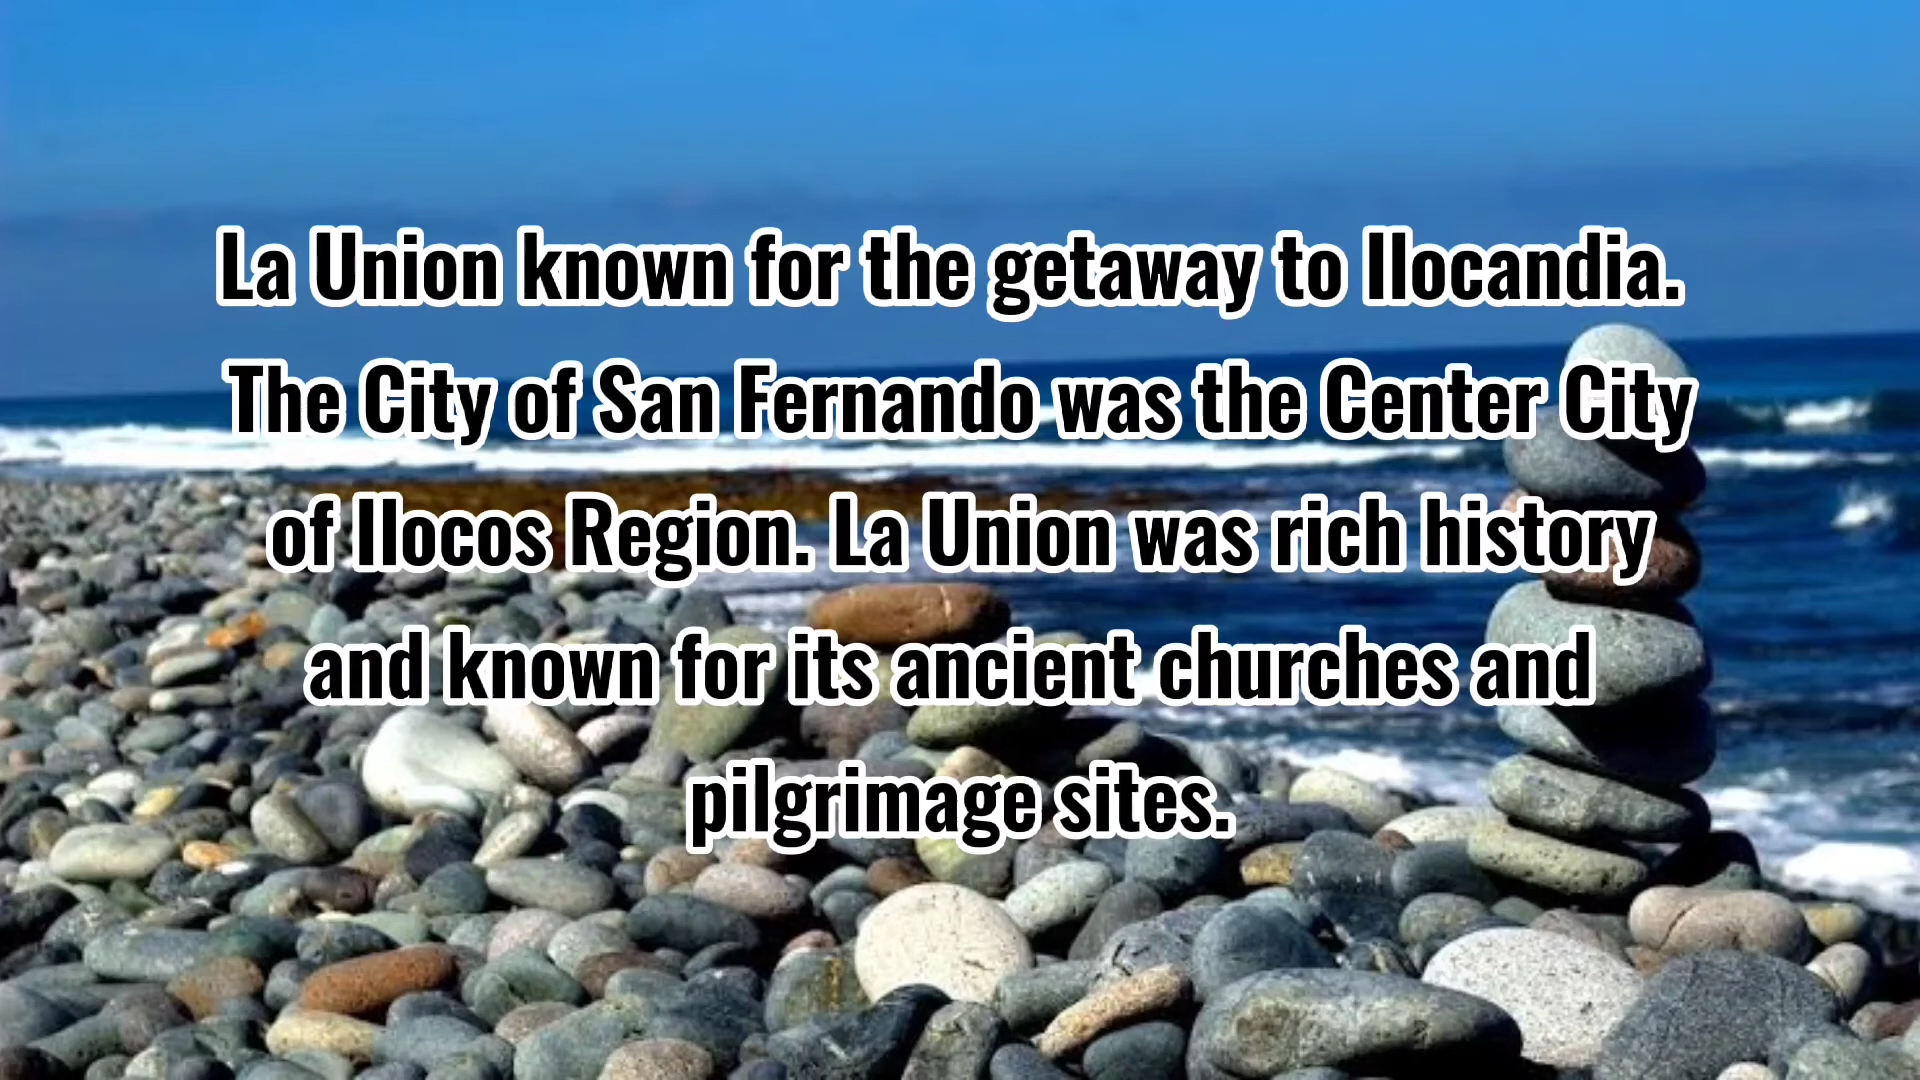 La Union known for the getaway to Ilocandia.
The City of San Fernando was the Center City
of Ilocos Region. La Union was rich history
and known for its ancient churches and
pilgrimage sites.